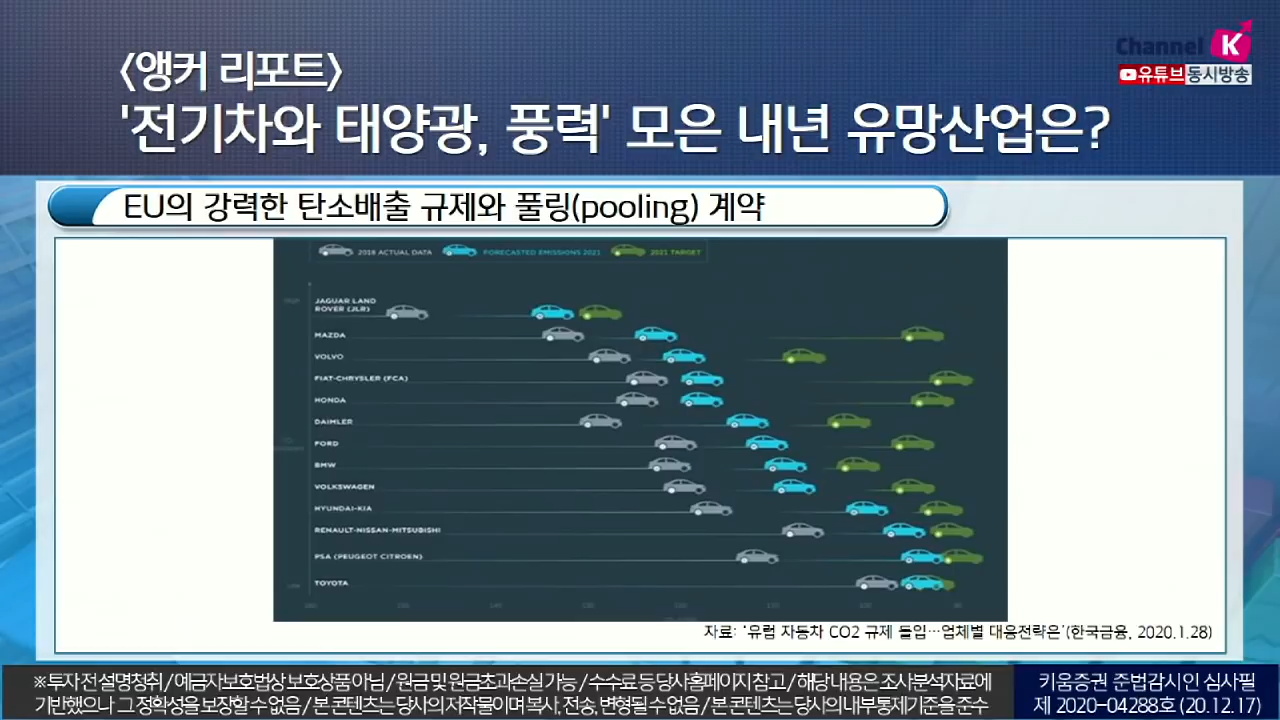 <앵커 리포트>
'전기차와 태양광, 풍력' 모은 내년 유망산업은?
Channel K
유튜브동시방송
EU의 강력한 탄소배출 규제와 풀링(pooling) 계약
2018 ACTUAL DATA FORECASTED EMISSIONS 2021 2021 TARGET
JAGUAR LAND
ROVER (JLR)
MAZDA
VOLVO
FIAT-CHRYSLER (FCA)
HONDA
DAIMLER
FORD
BMW
VOLKSWAGEN
HYUNDAI-KIA
RENAULT-NISSAN-MITSUBISHI
PSA (PEUGEOT CITROEN)
TOYOTA
자료: '유럽 자동차 CO2 규제 돌입…업체별 대응전략은'(한국금융, 2020.1.28)
※투자 전 설명청취/예금자보호법상 보호상품 아님/원금 및 원금초과손실 가능/수수료 등 당사홈페이지 참고/해당 내용은 조사분석자료에
기반했으나 그 정확성을 보장할 수 없음/본 콘텐츠는 당사의 저작물이며 복사, 전송, 변형될 수 없음/본 콘텐츠는 당사의 내부통제기준을 준수
키움증권 준법감시인 심사필
제 2020-04288호 (20.12.17)